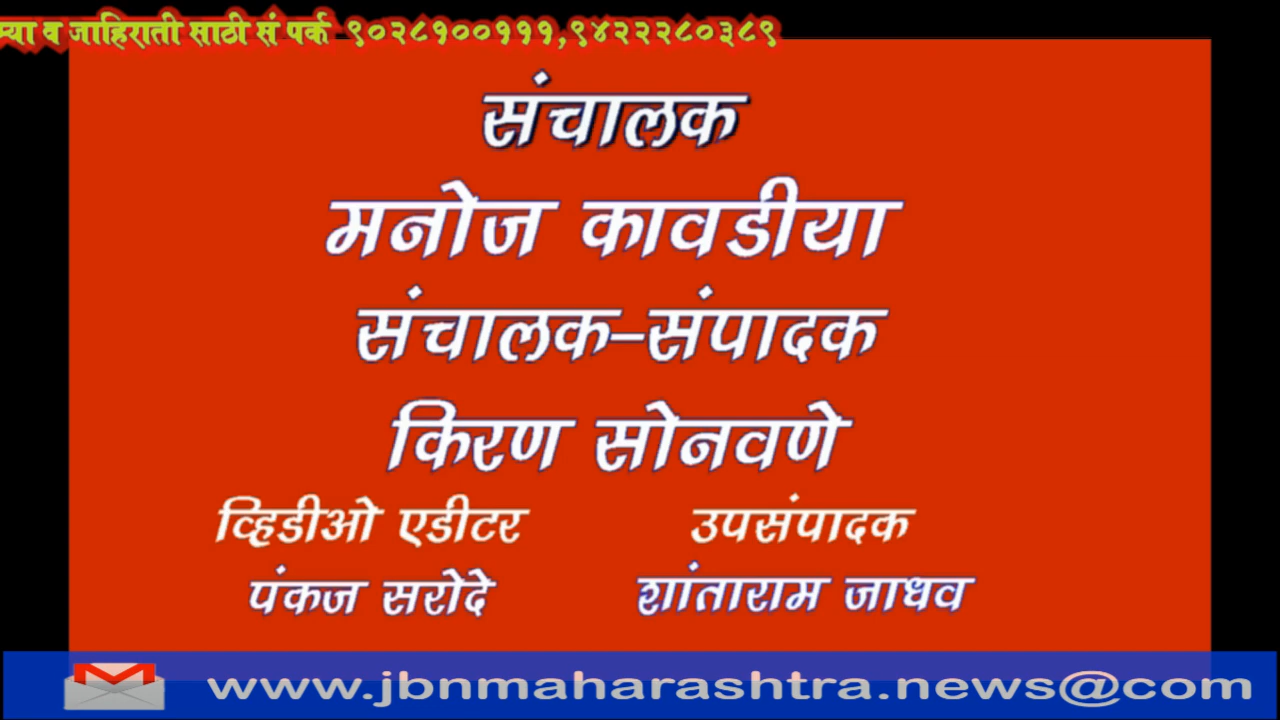 म्या व जाहिराती साठी सं पर्क ९०२८१००१११,९४२२२८०३८९
संचालक
मनोज कावडीया
संचालक-संपादक
किरण सोनवणे
व्हिडीओ एडीटर उपसंपादक
पंकज सरोदे शांताराम जाधव
www.jbnmaharashtra.news@com